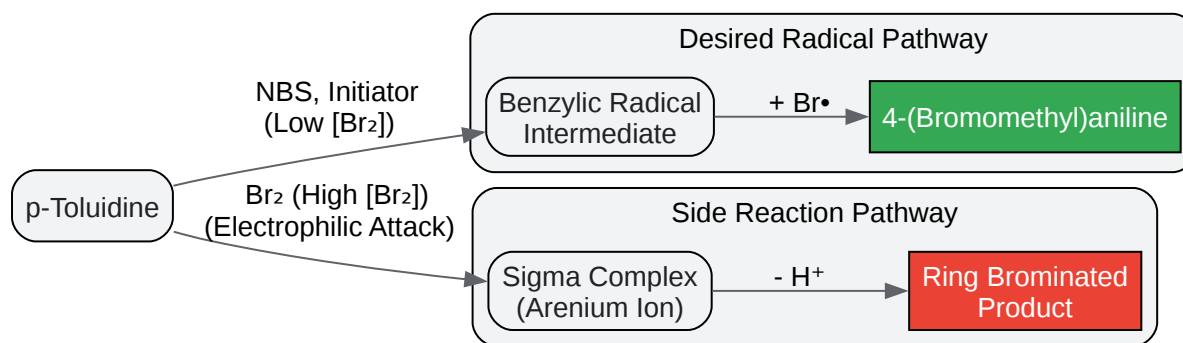 Desired Radical Pathway
NBS, Initiator
(Low [Br₂])
Benzylic Radical
Intermediate
+ Br•
4-(Bromomethyl)aniline
p-Toluidine
Br₂ (High [Br₂])
(Electrophilic Attack)
Side Reaction Pathway
Sigma Complex
(Arenium Ion)
- H⁺
Ring Brominated
Product